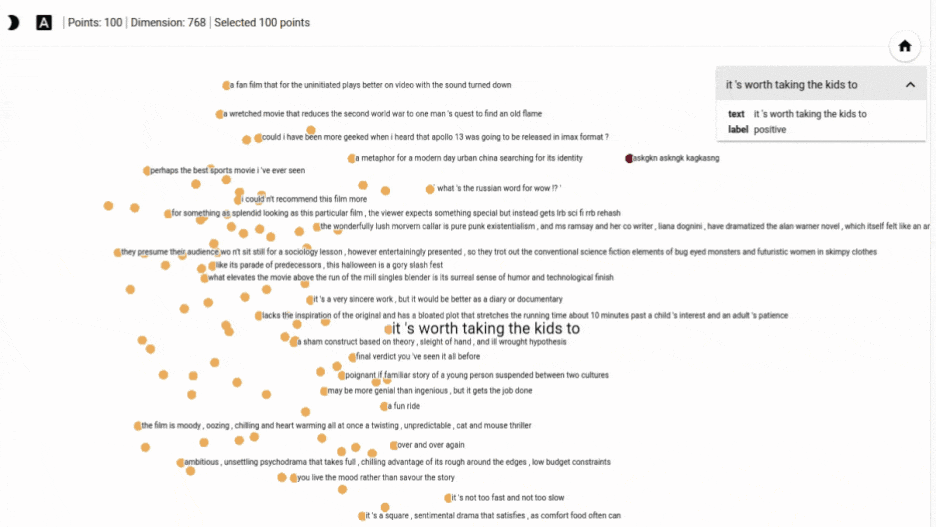 A | Points: 100 | Dimension: 768 | Selected 100 points
it 's worth taking the kids to
text it 's worth taking the kids to
label positive
a fan film that for the uninitiated plays better on video with the sound turned down
a wretched movie that reduces the second world war to one man 's quest to find an old flame
could i have been more geeked when i heard that apollo 13 was going to be released in imax format ?
a metaphor for a modern day urban china searching for its identity
askgkn askngk kagkasng
perhaps the best sports movie i 've ever seen
' what 's the russian word for wow !? '
i could n't recommend this film more
for something as splendid looking as this particular film , the viewer expects something special but instead gets lrb sci fi rrb rehash
the wonderfully lush morvern callar is pure punk existentialism , and ms ramsay and her co writer , liana dognini , have dramatized the alan warner novel , which itself felt like an ar
they presume their audience wo n't sit still for a sociology lesson , however entertainingly presented , so they trot out the conventional science fiction elements of bug eyed monsters and futuristic women in skimpy clothes
like its parade of predecessors , this halloween is a gory slash fest
what elevates the movie above the run of the mill singles blender is its surreal sense of humor and technological finish
it 's a very sincere work , but it would be better as a diary or documentary
lacks the inspiration of the original and has a bloated plot that stretches the running time about 10 minutes past a child 's interest and an adult 's patience
it 's worth taking the kids to
a sham construct based on theory , sleight of hand , and ill wrought hypothesis
final verdict you 've seen it all before
poignant if familiar story of a young person suspended between two cultures
may be more genial than ingenious , but it gets the job done
a fun ride
the film is moody , oozing , chilling and heart warming all at once a twisting , unpredictable , cat and mouse thriller
over and over again
ambitious , unsettling psychodrama that takes full , chilling advantage of its rough around the edges , low budget constraints
you live the mood rather than savour the story
it 's not too fast and not too slow
it 's a square , sentimental drama that satisfies , as comfort food often can